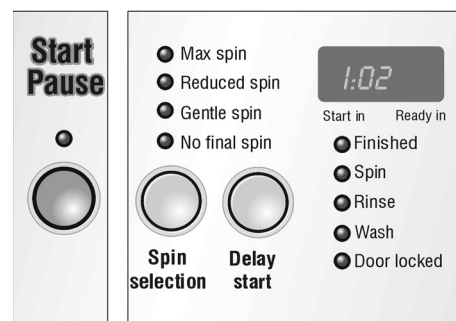 Start
Pause
Max spin
Reduced spin
Gentle spin
No final spin
Spin
selection
Delay
start
1:02
Start in Ready in
Finished
Spin
Rinse
Wash
Door locked